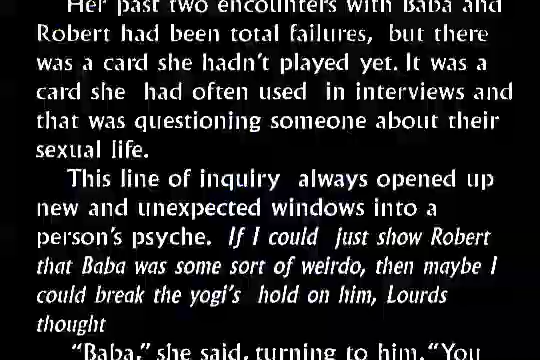 Her past two encounters with Baba and
Robert had been total failures, but there
was a card she hadn't played yet. It was a
card she had often used in interviews and
that was questioning someone about their
sexual life.
This line of inquiry always opened up
new and unexpected windows into a
person's psyche. If I could just show Robert
that Baba was some sort of weirdo, then maybe I
could break the yogi's hold on him, Lourds
thought
"Baba," she said, turning to him. "You